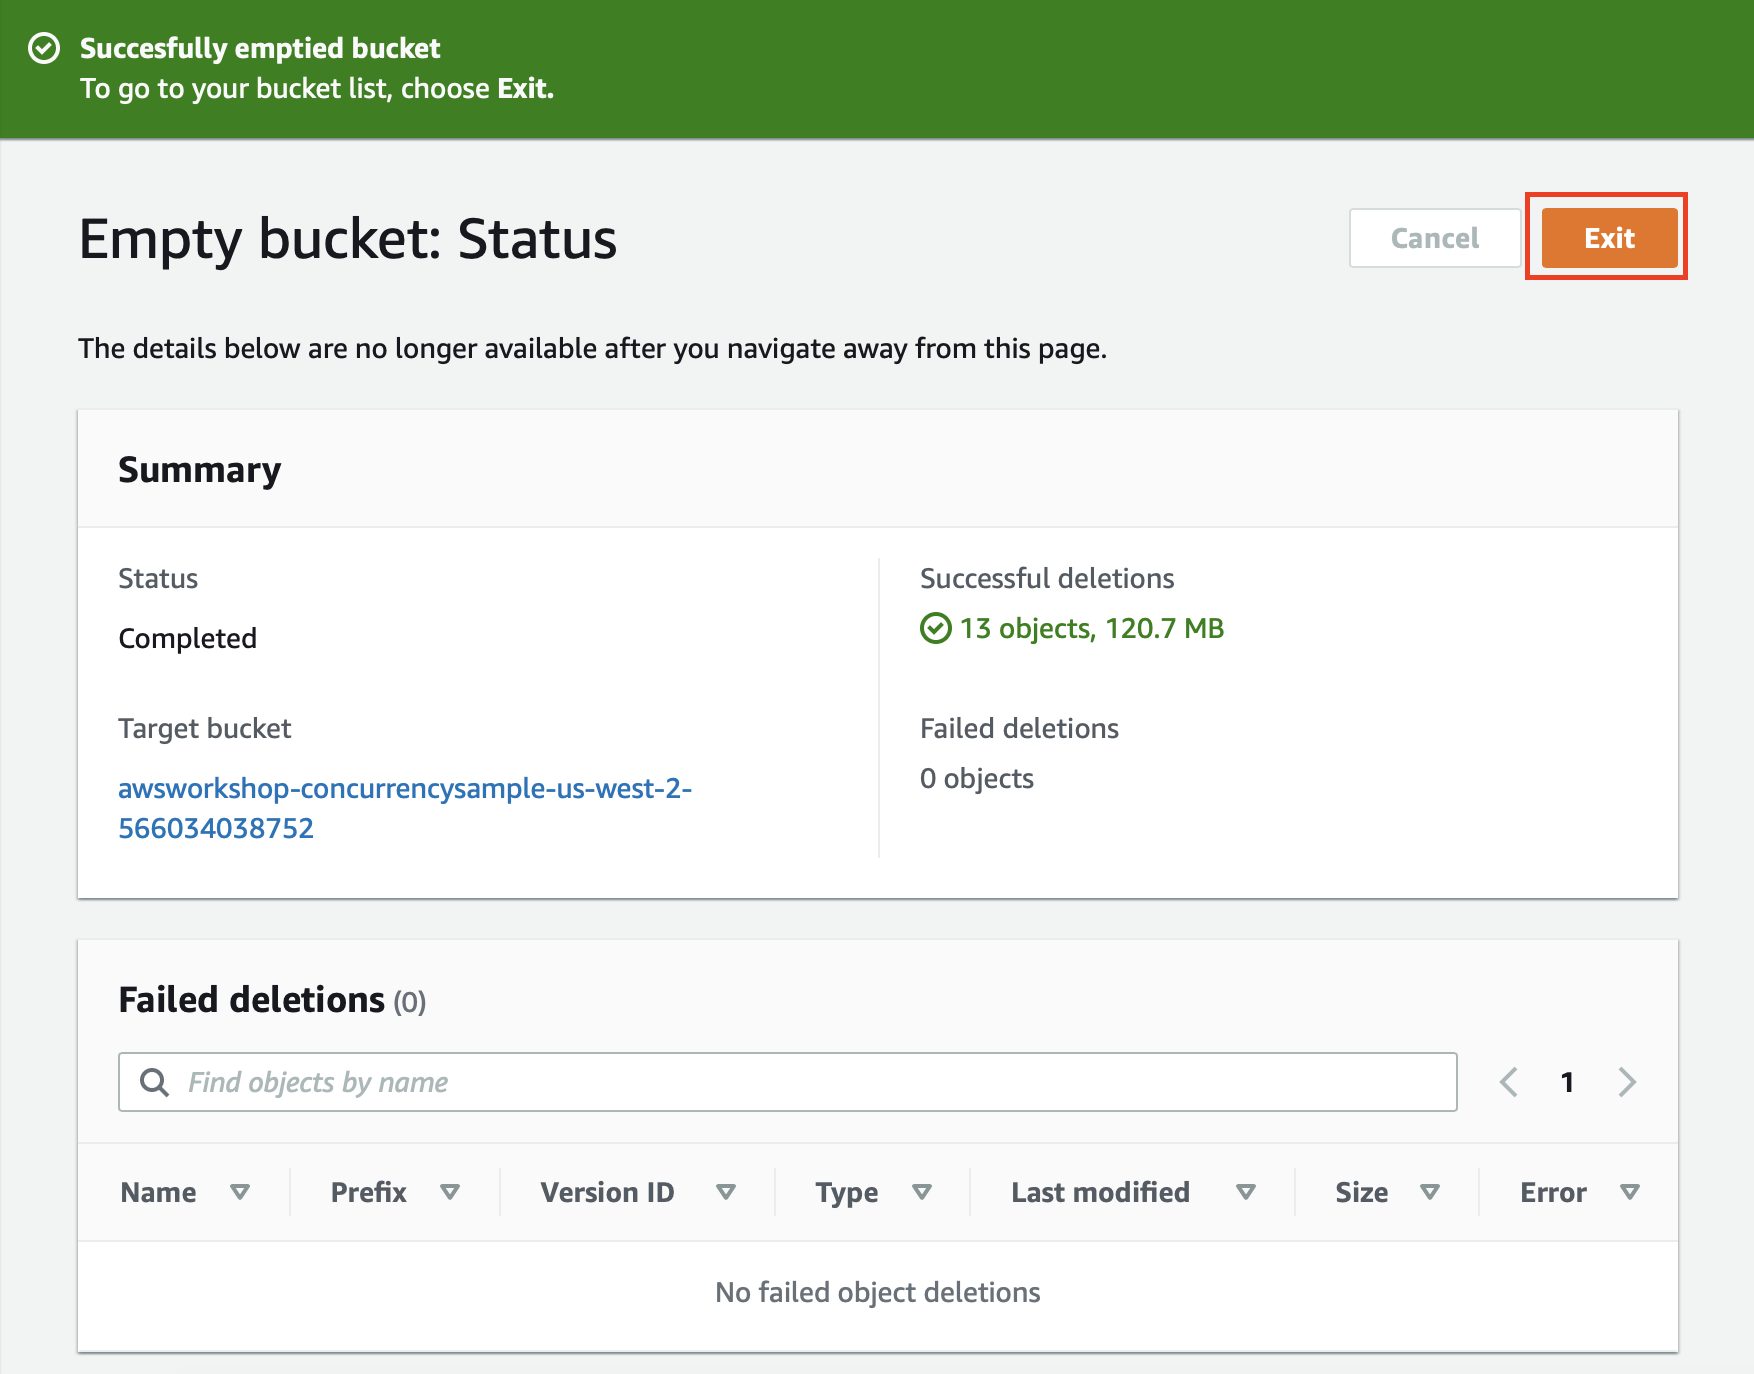 Succesfully emptied bucket
To go to your bucket list, choose Exit.
Empty bucket: Status
Cancel
Exit
The details below are no longer available after you navigate away from this page.
Summary
Status
Completed
Successful deletions
13 objects, 120.7 MB
Target bucket
awsworkshop-concurrencysample-us-west-2-
566034038752
Failed deletions
0 objects
Failed deletions (0)
Find objects by name
1
Name Prefix Version ID Type Last modified Size Error
No failed object deletions